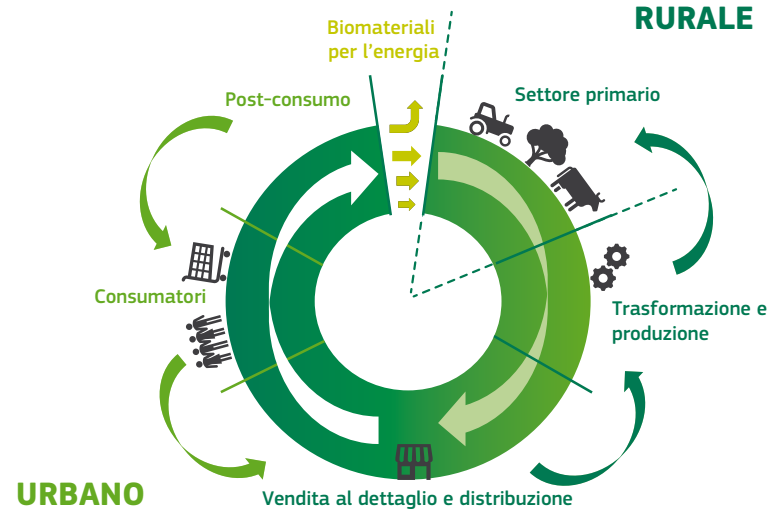 RURALE
Biomateriali
per l'energia
Settore primario
Post-consumo
Consumatori
Trasformazione e
produzione
URBANO
Vendita al dettaglio e distribuzione